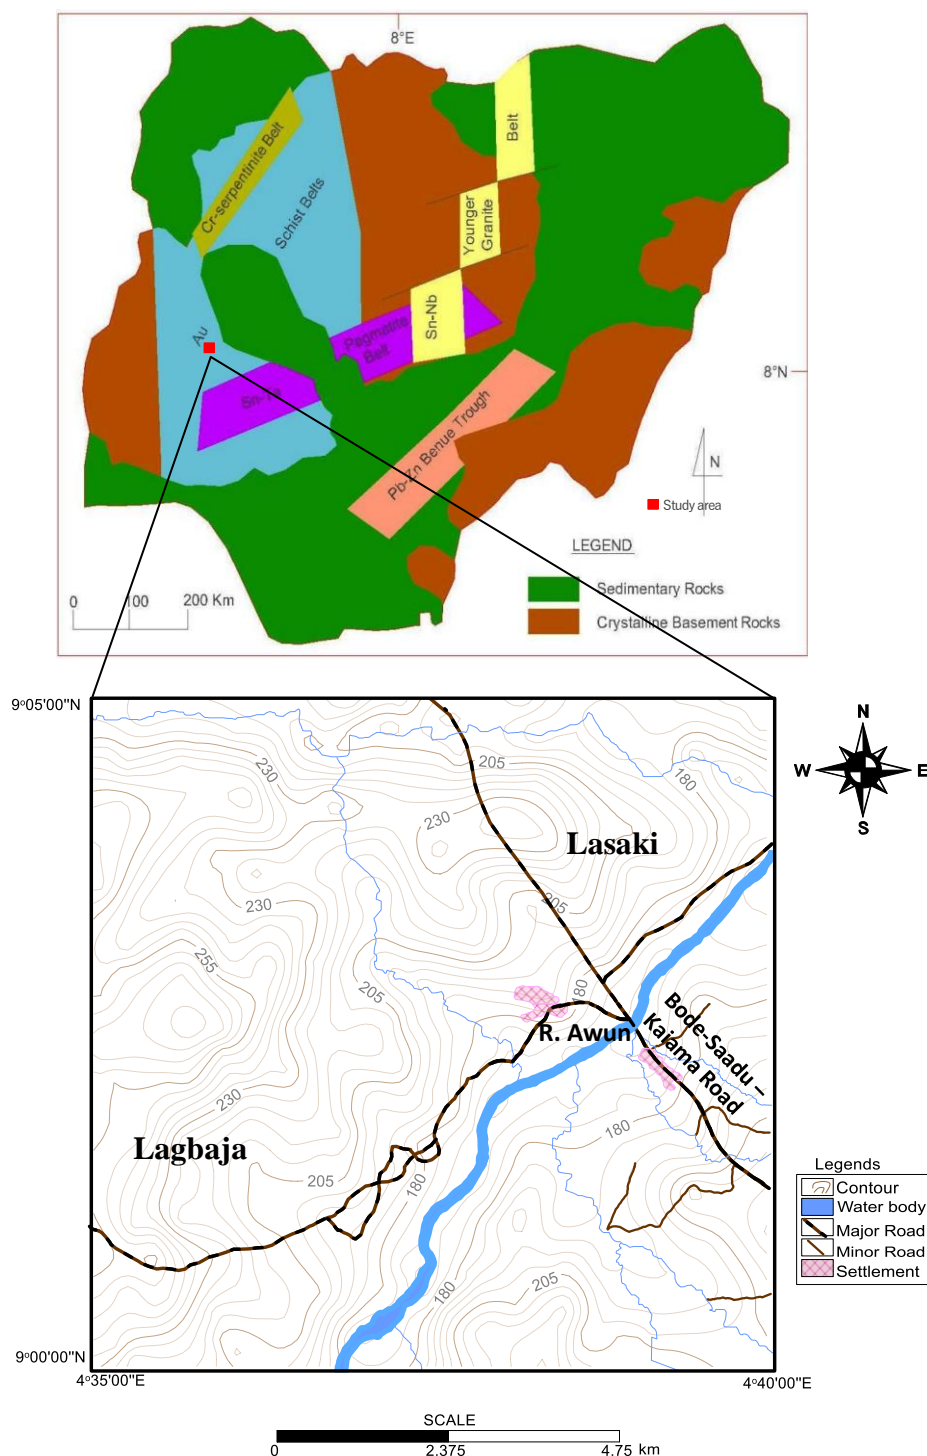 8°E
Belt
Cr-serpentinite Belt
Schist Belts
Younger
Granite
Sn-Nb
Au
Pegmatite
Belt
8°N
Pb-Zn Benue Trough
N
Study area
LEGEND
0 100 200 Km
Sedimentary Rocks
Crystalline Basement Rocks
9°05'00"N
N
W E
S
230
205
180
230
Lasaki
230
205
255
205
180
Bode-Saadu –
Kaiama Road
R. Awun
230
180
Lagbaja
205
180
180
205
Legends
Contour
Water body
Major Road
Minor Road
Settlement
9°00'00"N
4°35'00"E 4°40'00"E
SCALE
0 2.375 4.75 km